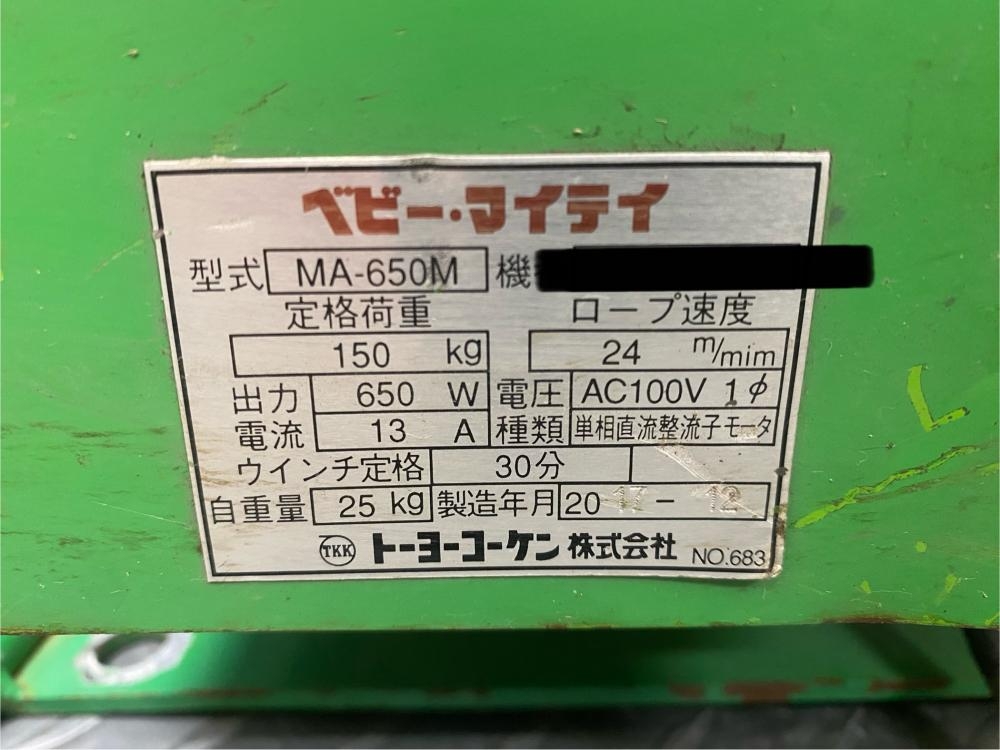 ベビー・マイティ
型式 MA-650M 機
定格荷重 ロープ速度
150 kg 24 m/mim
出力 650 W 電圧 AC100V 1φ
電流 13 A 種類 単相直流整流子モータ
ウインチ定格 30分
自重量 25 kg 製造年月 20 17 - 12
TKK トーヨーコーケン 株式会社 NO.683